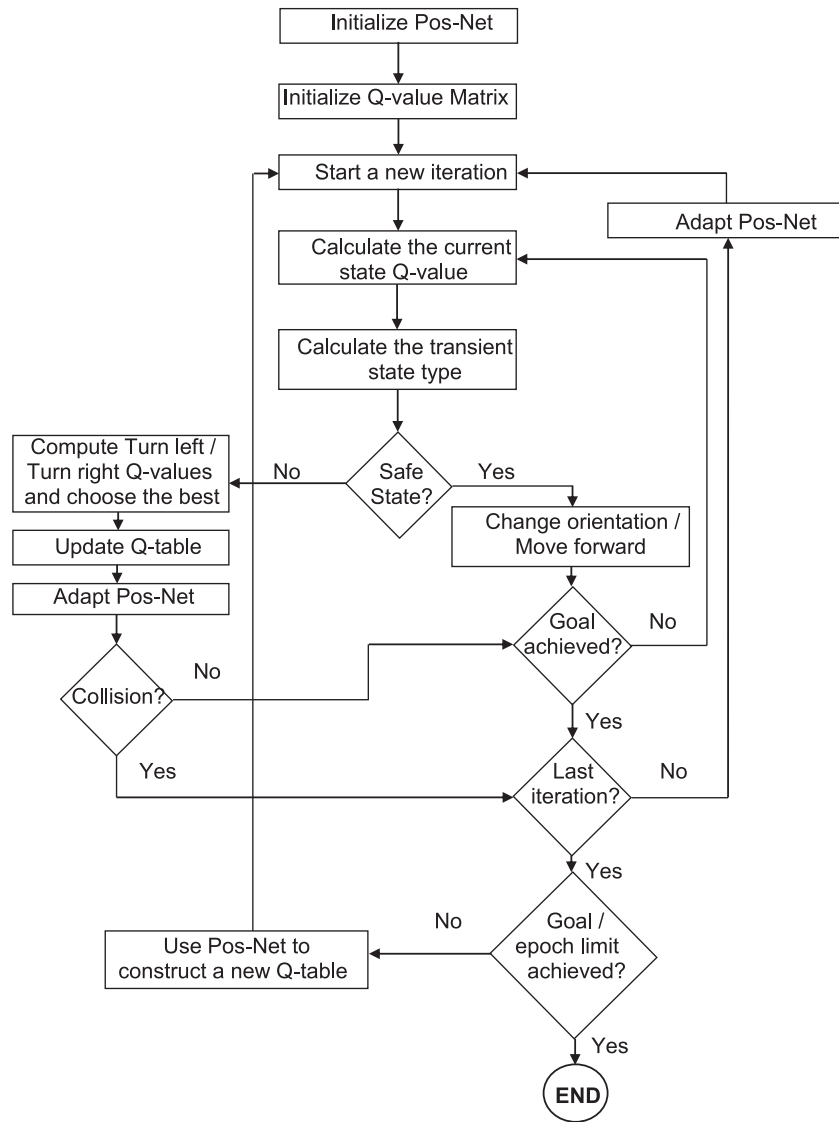 Initialize Pos-Net
Initialize Q-value Matrix
Start a new iteration
Adapt Pos-Net
Calculate the current
state Q-value
Calculate the transient
state type
Compute Turn left /
Turn right Q-values
and choose the best
No
Safe
State?
Yes
Change orientation /
Move forward
Update Q-table
Adapt Pos-Net
Goal
achieved?
No
Collision?
No
Yes
Yes
Last
iteration?
No
Yes
No
Goal /
epoch limit
achieved?
Use Pos-Net to
construct a new Q-table
Yes
END